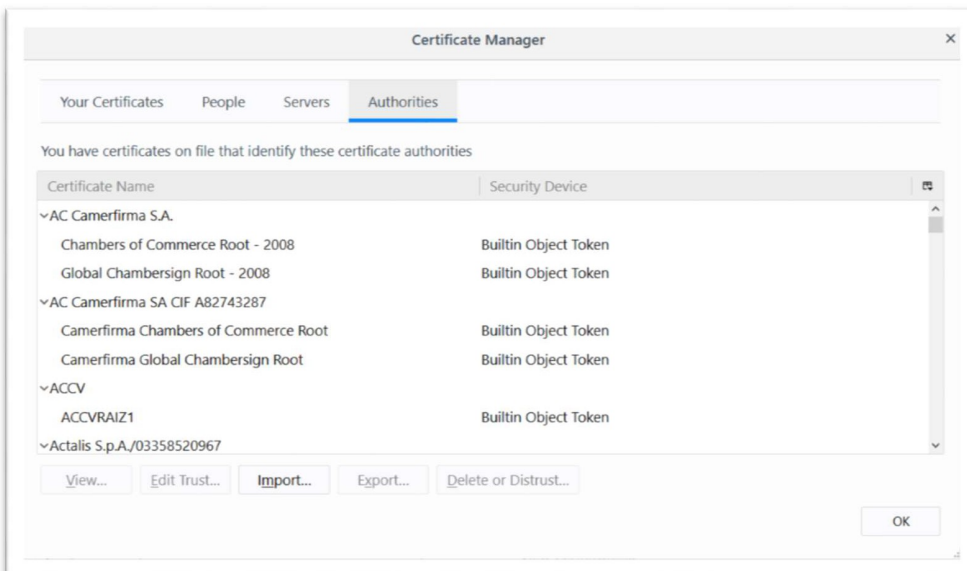 Certificate Manager
Your Certificates People Servers Authorities
You have certificates on file that identify these certificate authorities
Certificate Name Security Device
AC Camerfirma S.A.
Chambers of Commerce Root - 2008 Builtin Object Token
Global Chambersign Root - 2008 Builtin Object Token
AC Camerfirma SA CIF A82743287
Camerfirma Chambers of Commerce Root Builtin Object Token
Camerfirma Global Chambersign Root Builtin Object Token
ACCV
ACCVRAIZ1 Builtin Object Token
Actalis S.p.A./03358520967
View... Edit Trust... Import... Export... Delete or Distrust...
OK